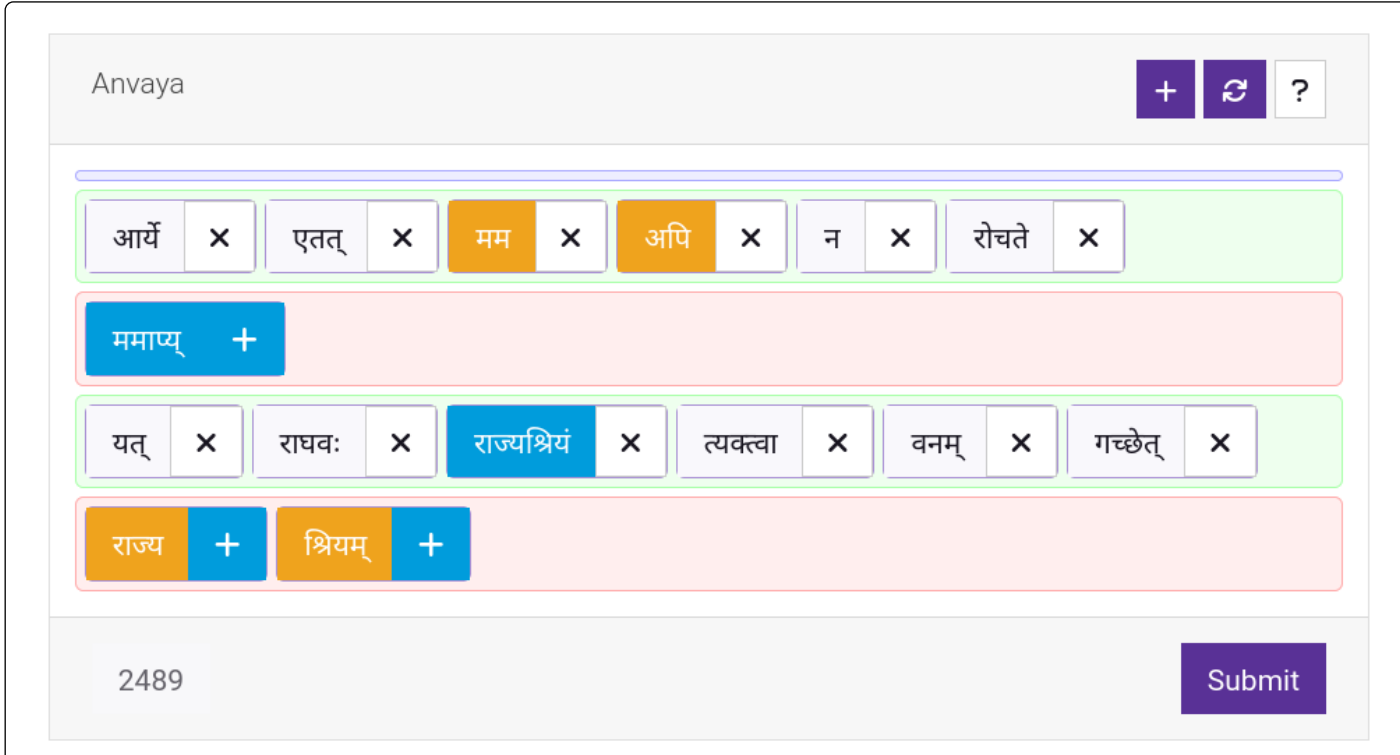 Anvaya + ?
आर्ये × एतत् × मम × अपि × न × रोचते ×
ममाप्य् +
यत् × राघवः × राज्यश्रियं × त्यक्त्वा × वनम् × गच्छेत् ×
राज्य + श्रियम् +
2489 Submit